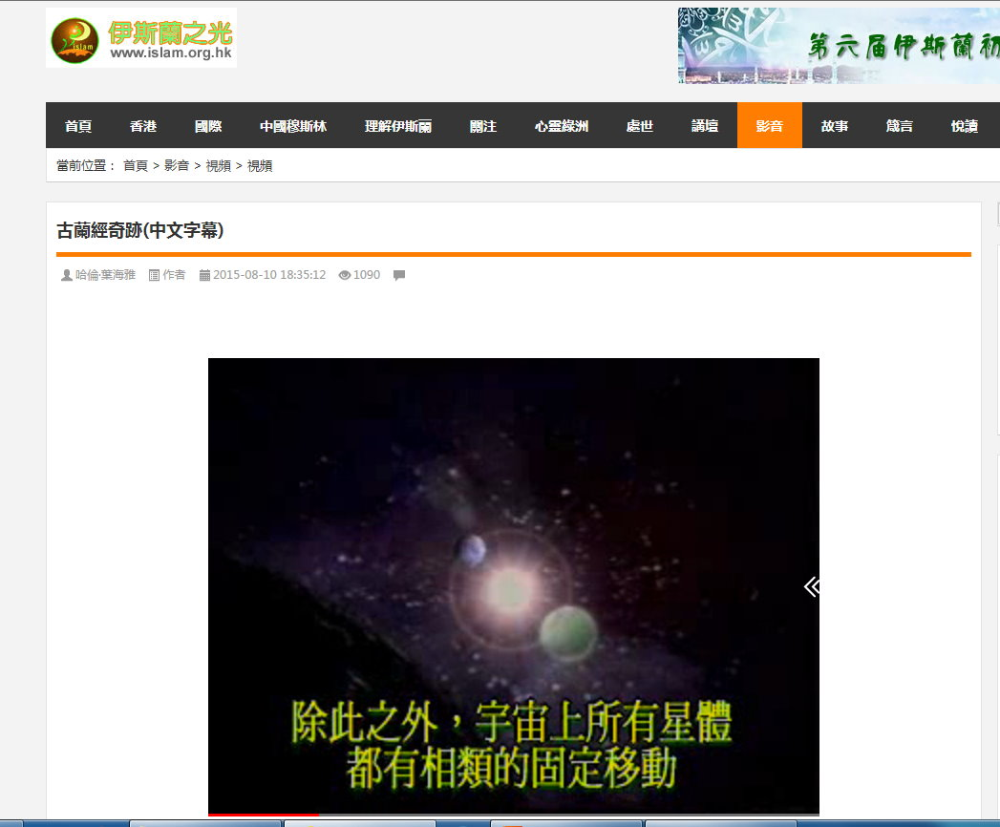 伊斯蘭之光
islam
www.islam.org.hk
第六届伊斯蘭初
首頁 香港 國際 中國穆斯林 理解伊斯蘭 關注 心靈綠洲 處世 講壇 影音 故事 箴言 悅讀
當前位置： 首頁 > 影音 > 視頻 > 視頻
古蘭經奇跡(中文字幕)
哈倫·葉海雅 作者 2015-08-10 18:35:12 1090
除此之外，宇宙上所有星體
都有相類的固定移動